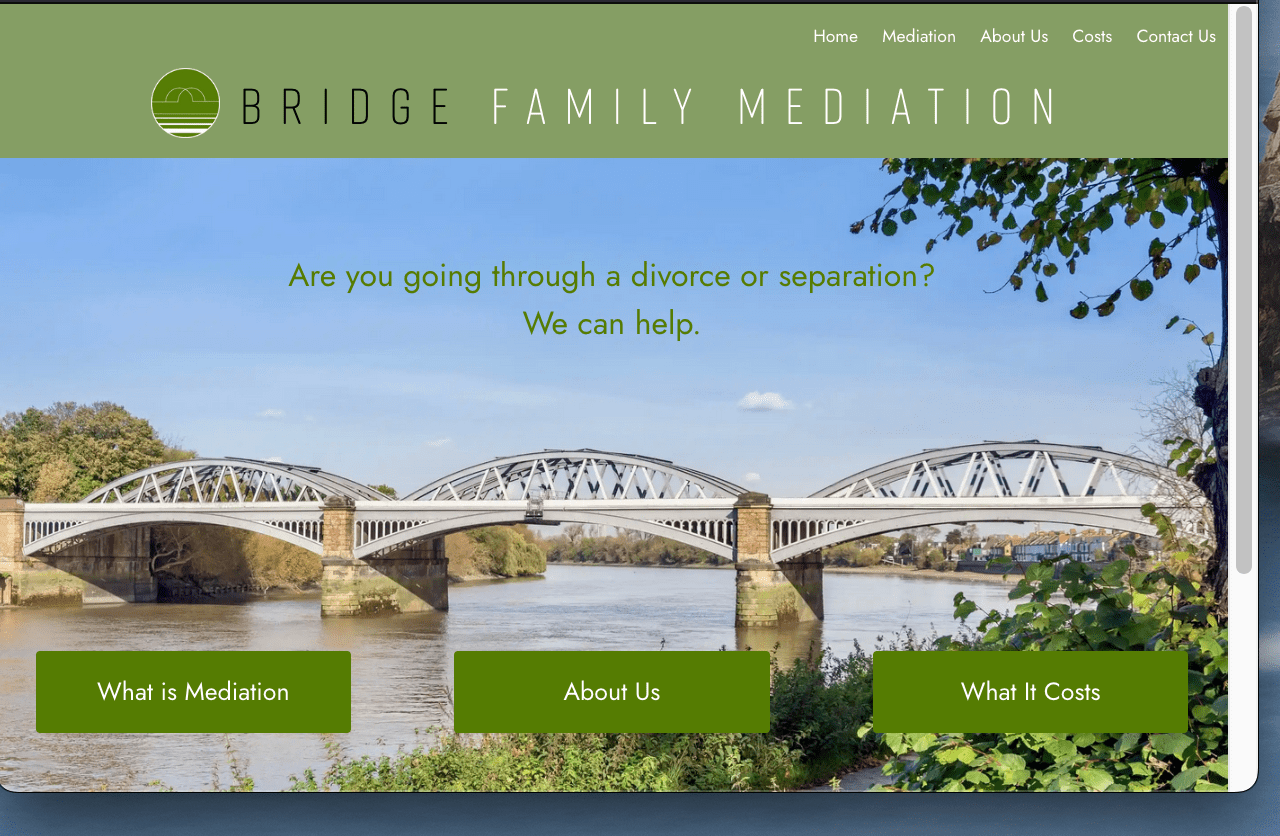 Home Mediation About Us Costs Contact Us
BRIDGE FAMILY MEDIATION
Are you going through a divorce or separation?
We can help.
What is Mediation About Us What It Costs